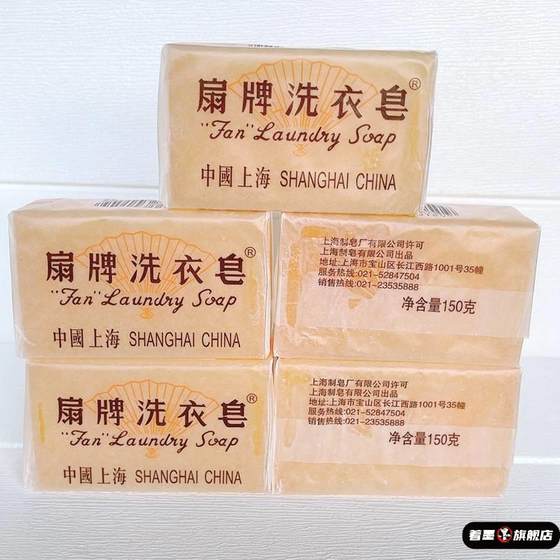 扇牌洗衣皂®
"Fan" Laundry Soap
中國上海 SHANGHAI CHINA
扇牌洗衣皂®
"Fan" Laundry Soap
中國上海 SHANGHAI CHINA
上海制皂厂有限公司许可
上海制皂有限公司出品
地址:上海市宝山区长江西路1001号35幢
服务热线:021-52847504
销售热线:021-23535888
净含量150克
扇牌洗衣皂®
"Fan" Laundry Soap
中國上海 SHANGHAI CHINA
上海制皂厂有限公司许可
上海制皂有限公司出品
地址:上海市宝山区长江西路1001号35幢
服务热线:021-52847504
销售热线:021-23535888
净含量150克
旗舰店